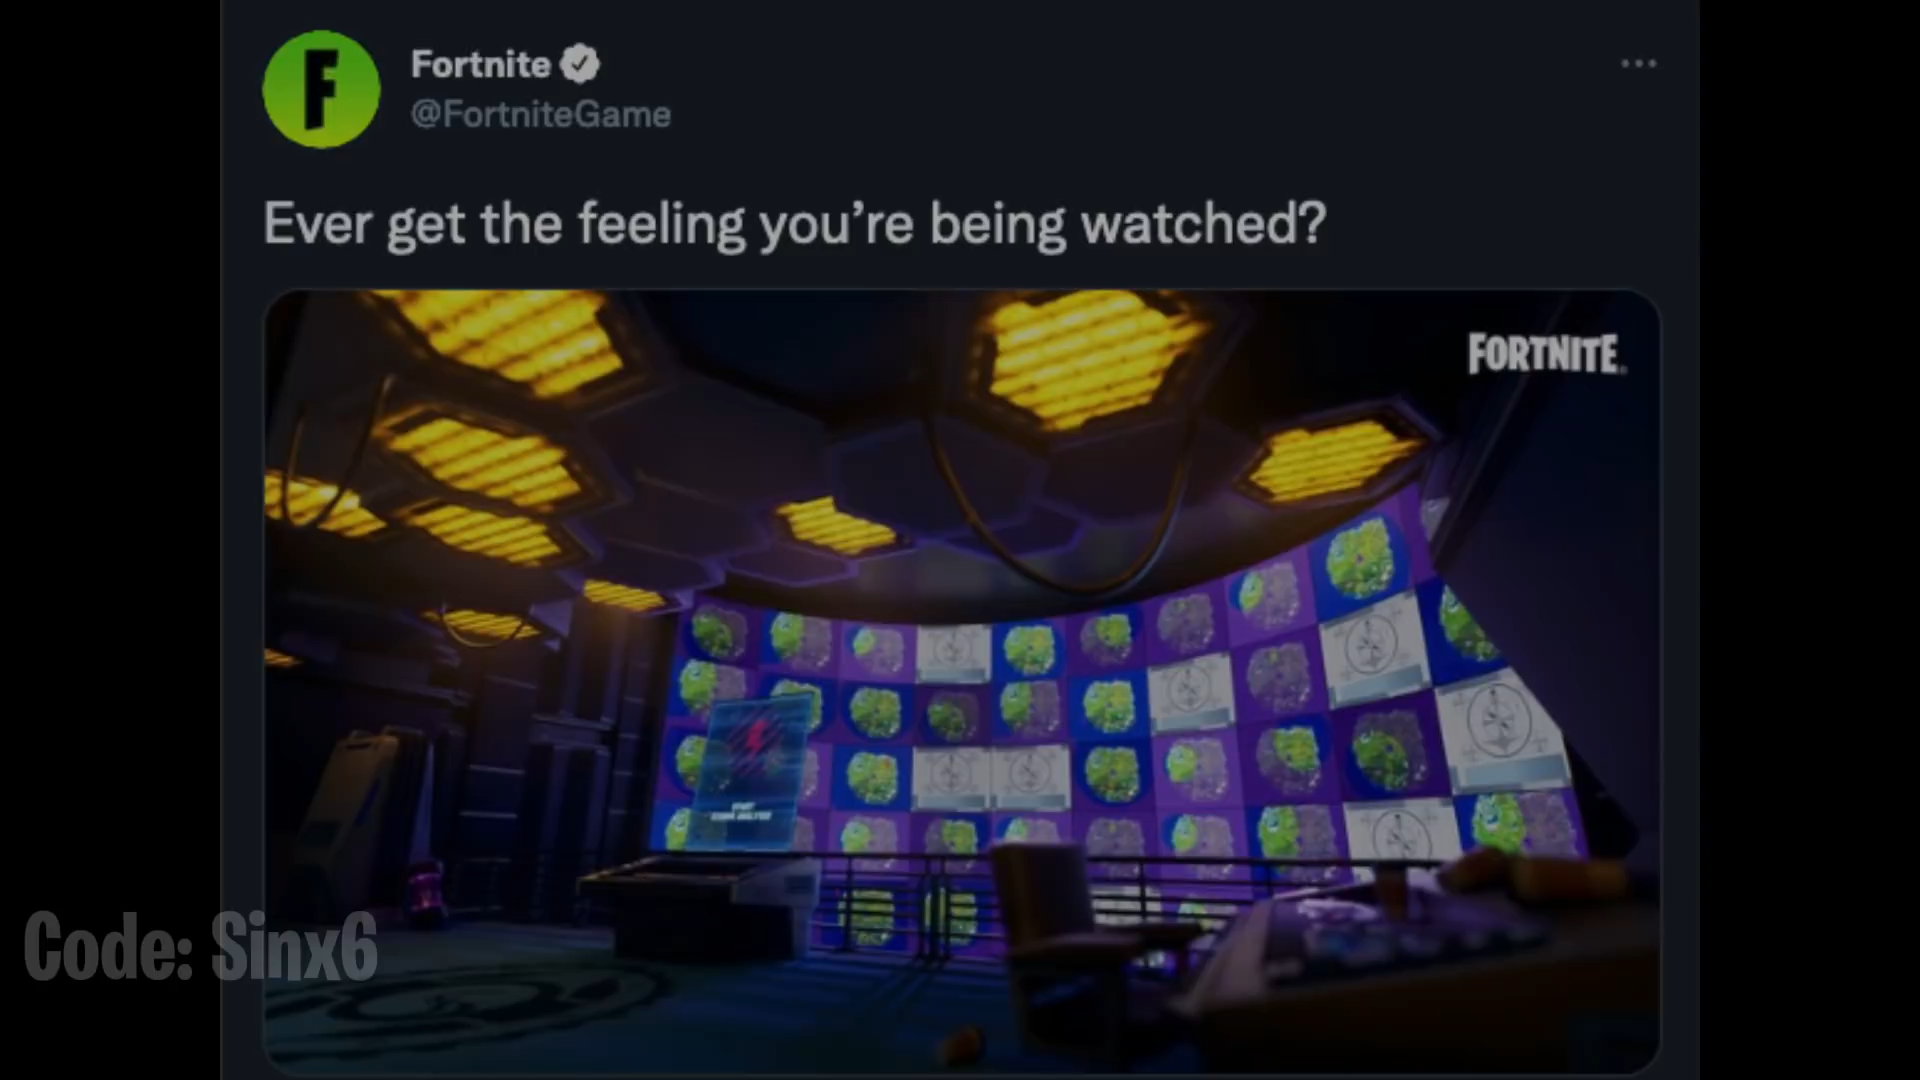 Fortnite
@FortniteGame
Ever get the feeling you're being watched?
FORTNITE
Code: Sinx6